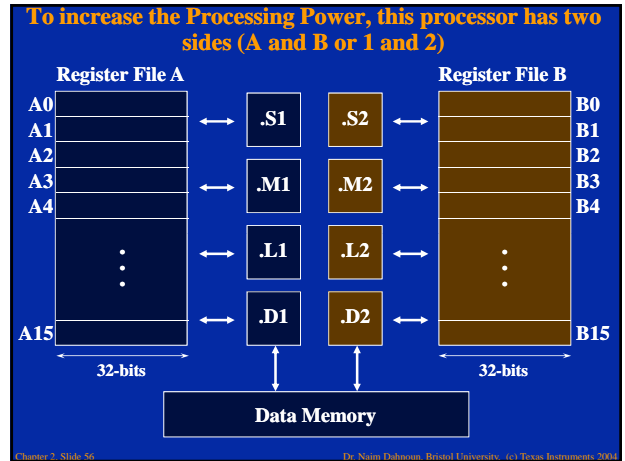 To increase the Processing Power, this processor has two
sides (A and B or 1 and 2)
Register File A
Register File B
A0
A1
A2
A3
A4
A15
.S1
.S2
.M1
.M2
.L1
.L2
.D1
.D2
B0
B1
B2
B3
B4
B15
32-bits
32-bits
Data Memory
Chapter 2, Slide 56
Dr. Naim Dahnoun, Bristol University, (c) Texas Instruments 2004